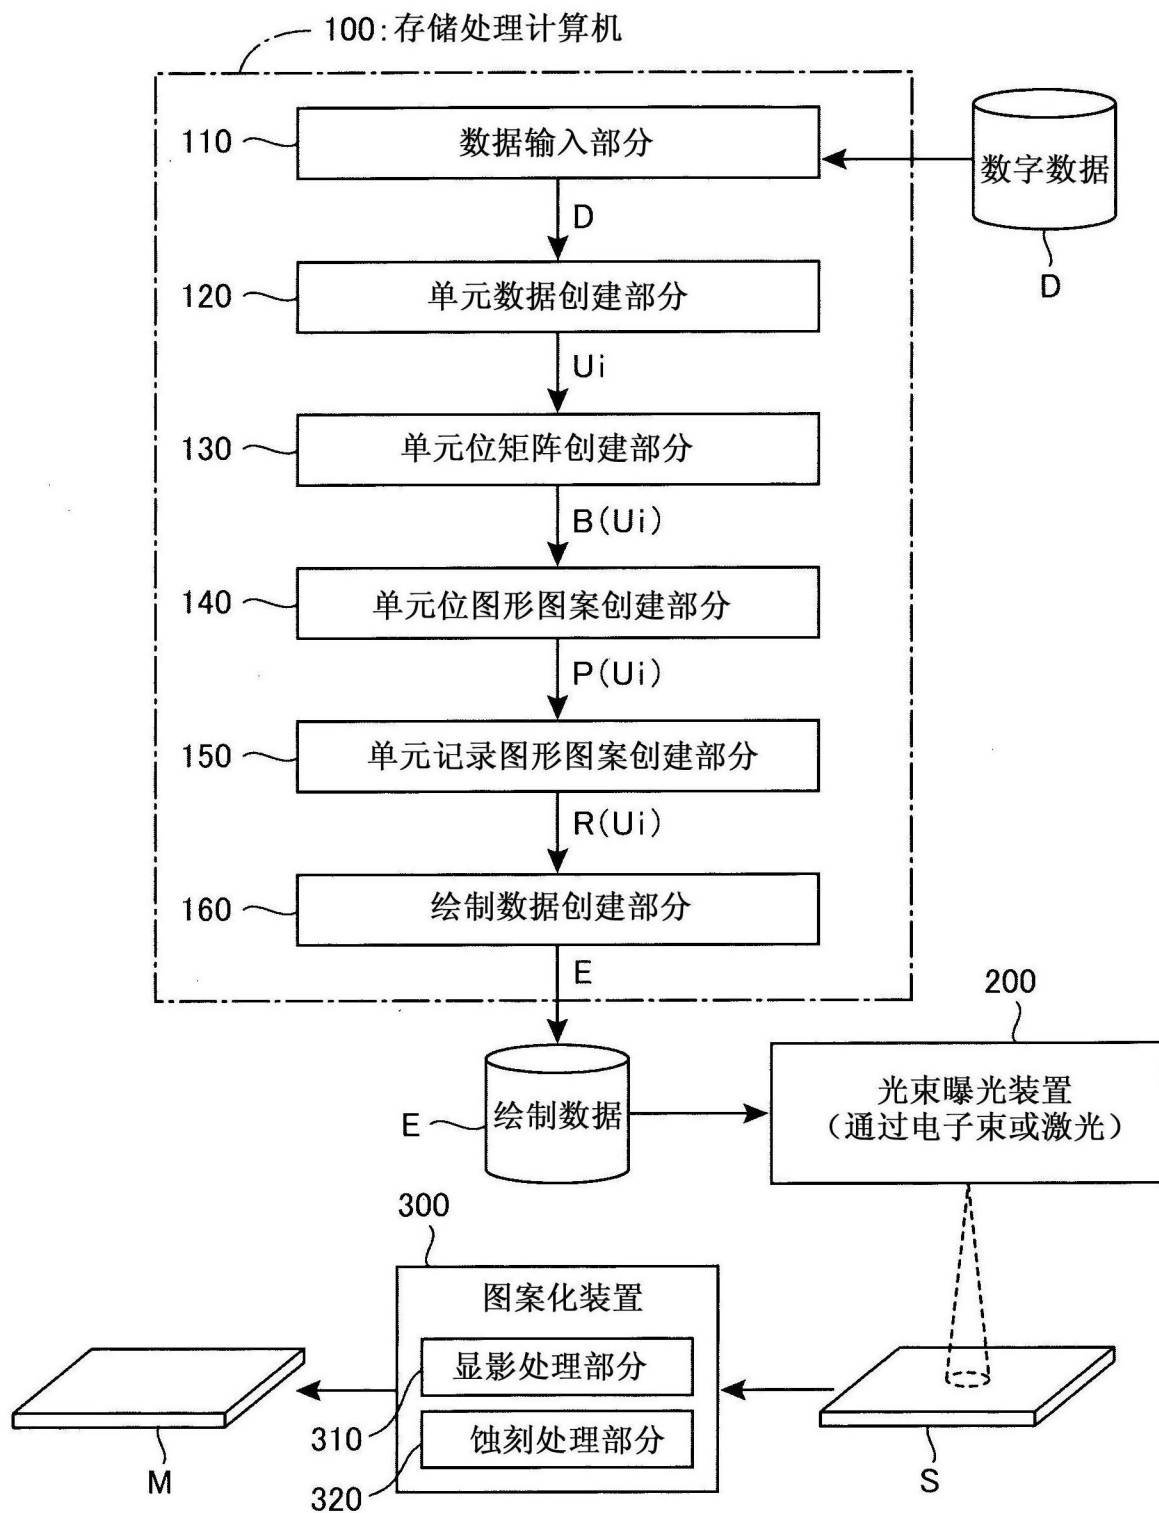 100:存储处理计算机
110
数据输入部分
数字数据
D
D
120
单元数据创建部分
Ui
130
单元位矩阵创建部分
B(Ui)
140
单元位图形图案创建部分
P(Ui)
150
单元记录图形图案创建部分
R(Ui)
160
绘制数据创建部分
E
200
E
绘制数据
光束曝光装置
(通过电子束或激光)
300
图案化装置
显影处理部分
310
蚀刻处理部分
320
M
S